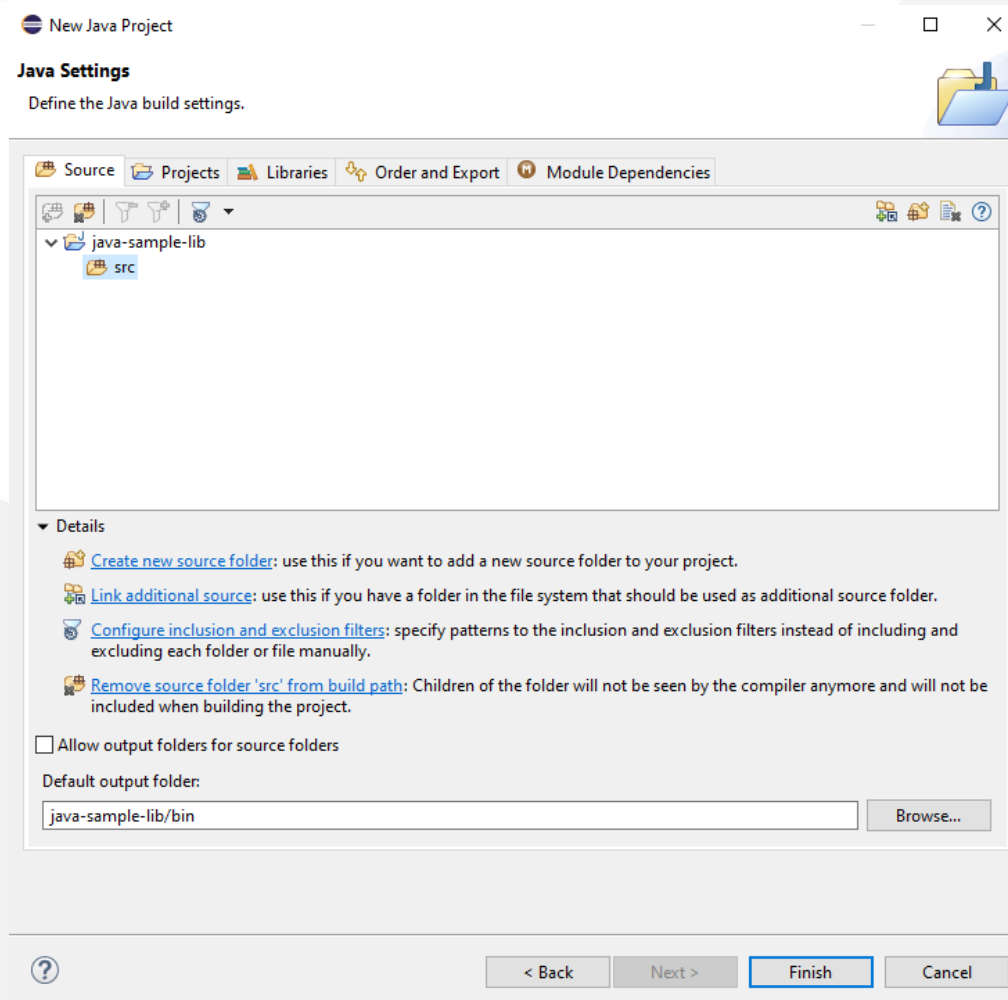 New Java Project
Java Settings
Define the Java build settings.
Source Projects Libraries Order and Export Module Dependencies
java-sample-lib
src
Details
Create new source folder: use this if you want to add a new source folder to your project.
Link additional source: use this if you have a folder in the file system that should be used as additional source folder.
Configure inclusion and exclusion filters: specify patterns to the inclusion and exclusion filters instead of including and
excluding each folder or file manually.
Remove source folder 'src' from build path: Children of the folder will not be seen by the compiler anymore and will not be
included when building the project.
Allow output folders for source folders
Default output folder:
java-sample-lib/bin Browse...
< Back Next > Finish Cancel